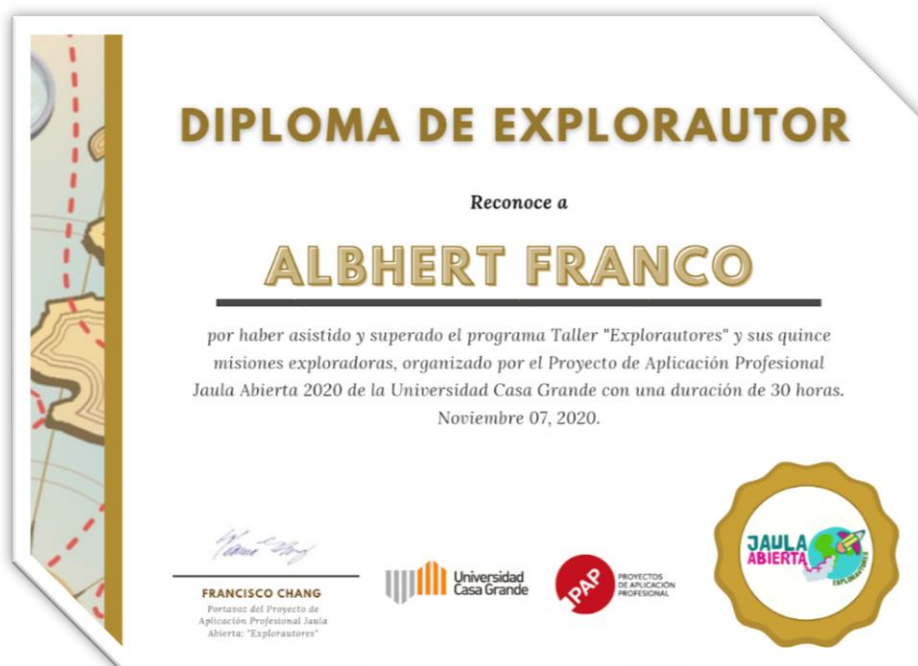 DIPLOMA DE EXPLORAUTOR
Reconoce a
ALBHERT FRANCO
por haber asistido y superado el programa Taller "Explorautores" y sus quince
misiones exploradoras, organizado por el Proyecto de Aplicación Profesional
Jaula Abierta 2020 de la Universidad Casa Grande con una duración de 30 horas.
Noviembre 07, 2020.
FRANCISCO CHANG
Portavoz del Proyecto de
Aplicación Profesional Jaula
Abierta: "Explorautores"
Universidad
Casa Grande
PAP
PROYECTOS
DE APLICACIÓN
PROFESIONAL
JAULA
ABIERTA
EXPLORAUTORES